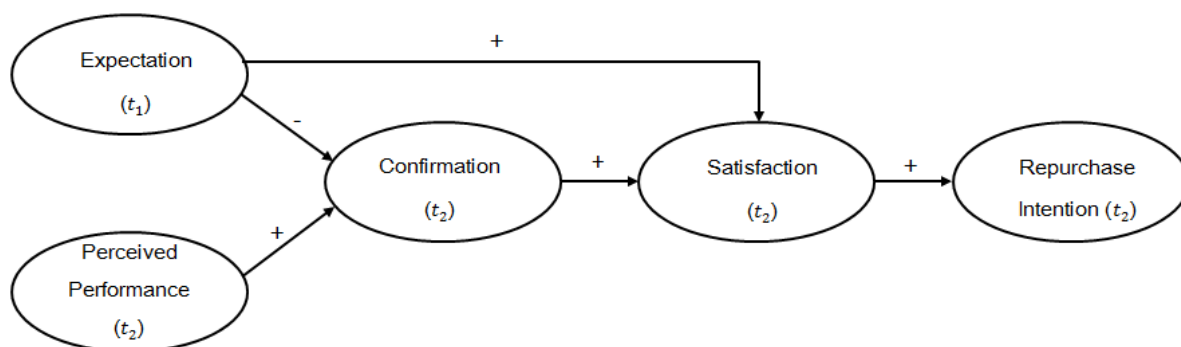 Expectation
(t₁)
+
-
Confirmation
(t₂)
+
Satisfaction
(t₂)
+
Repurchase
Intention (t₂)
Perceived
Performance
(t₂)
+